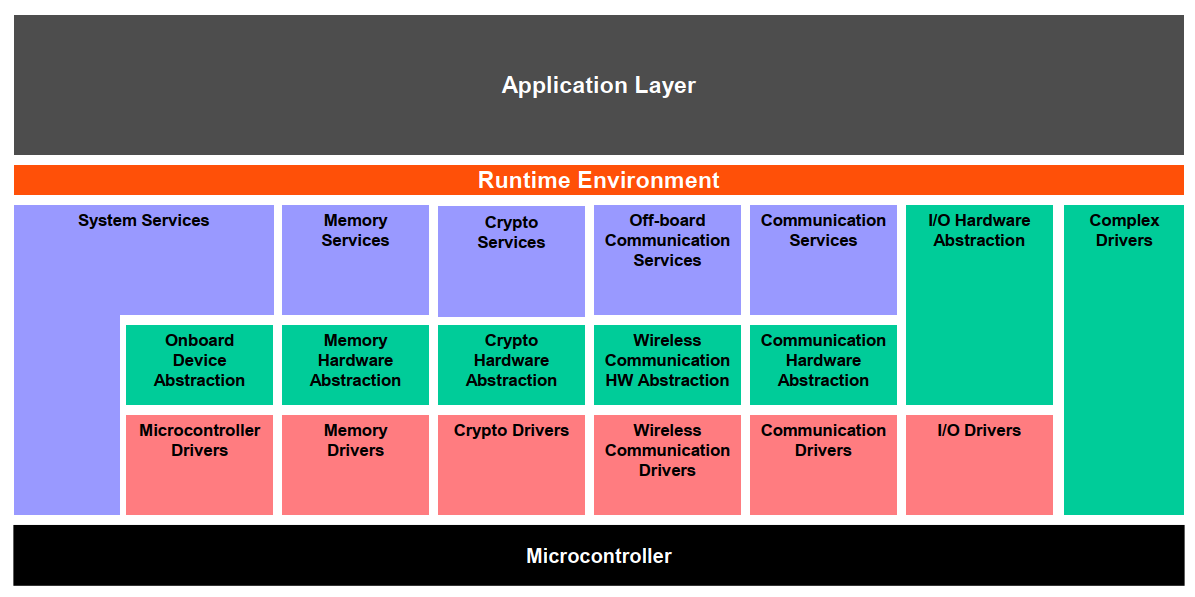 Application Layer
Runtime Environment
System Services
Memory
Services
Crypto
Services
Off-board
Communication
Services
Communication
Services
I/O Hardware
Abstraction
Complex
Drivers
Onboard
Device
Abstraction
Memory
Hardware
Abstraction
Crypto
Hardware
Abstraction
Wireless
Communication
HW Abstraction
Communication
Hardware
Abstraction
Microcontroller
Drivers
Memory
Drivers
Crypto Drivers
Wireless
Communication
Drivers
Communication
Drivers
I/O Drivers
Microcontroller